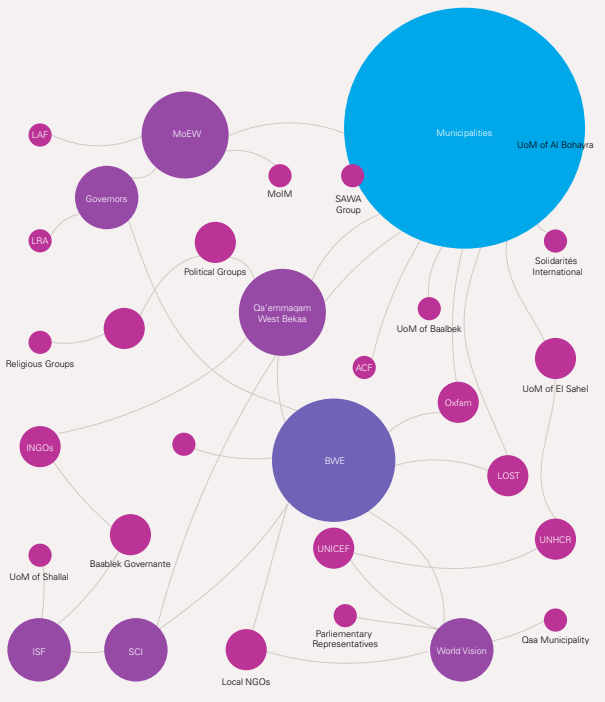 LAF
MoEW
Municipalities
UoM of Al Bohayra
MoIM
SAWA
Group
Governors
LRA
Solidarités
International
Political Groups
Qa'emmaqam
West Bekaa
UoM of Baalbek
Religious Groups
ACF
UoM of El Sahel
Oxfam
INGOs
BWE
LOST
UNICEF
UNHCR
Baablek Governante
UoM of Shallal
Parliementary
Representatives
Qaa Municipality
ISF
SCI
World Vision
Local NGOs